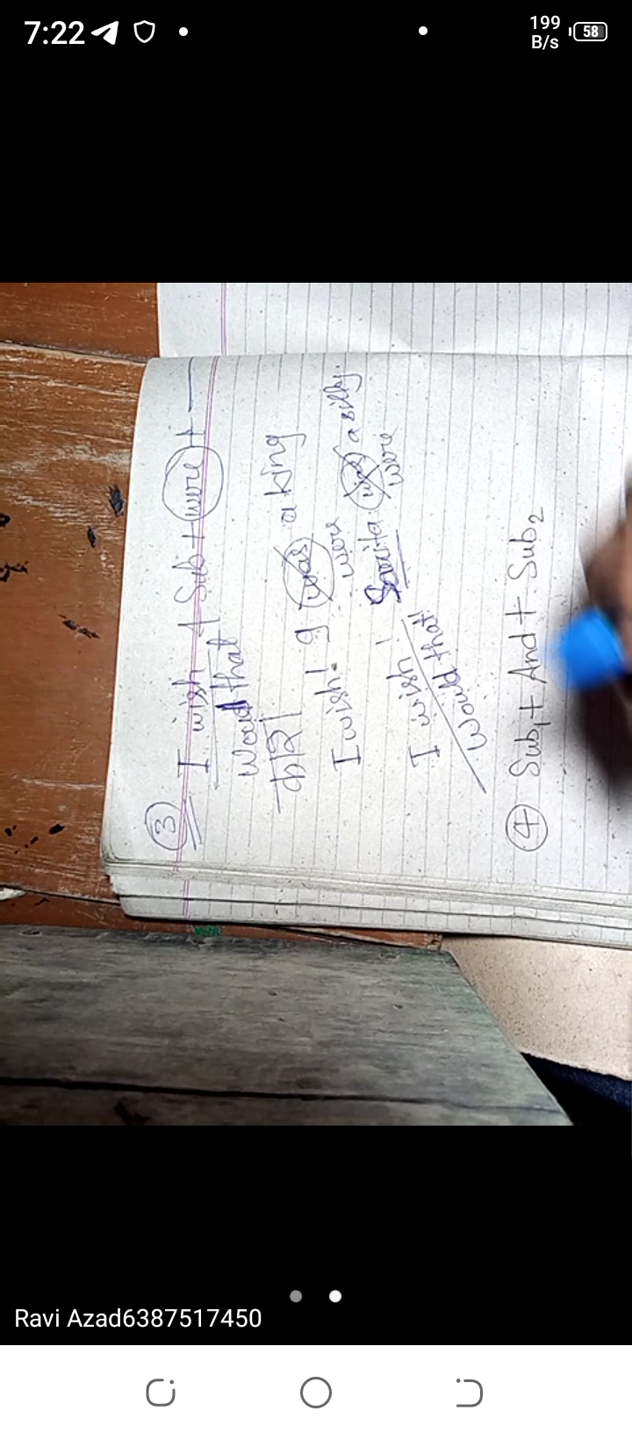 7:22
199
B/s
58
③ I wish + Sub + were + —
Would that
काश।
I wish! I was a king
were
I wish! Sarita was a silly.
were
Would that!
④ Sub1 + And + Sub2
Ravi Azad6387517450